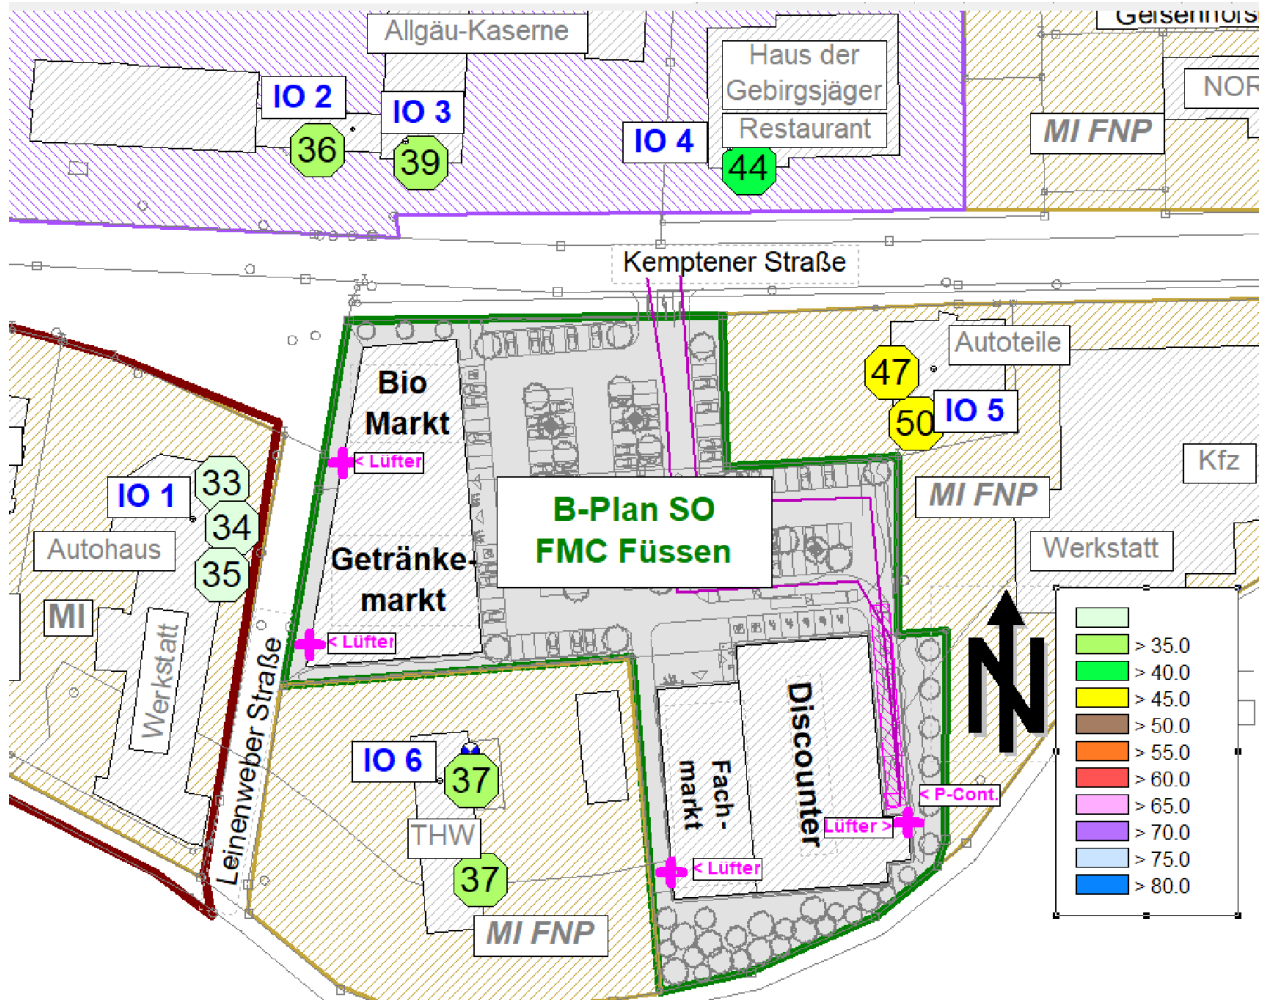 Allgäu-Kaserne
Haus der
Gebirgsjäger
Restaurant
IO 2
IO 3
IO 4
36
39
44
MI FNP
NOR
Kemptener Straße
Bio
Markt
< Lüfter
Autoteile
47
50
IO 5
Kfz
MI FNP
Werkstatt
IO 1
33
34
35
Autohaus
MI
Werkstatt
Leinenweber Straße
B-Plan SO
FMC Füssen
Getränke-
markt
< Lüfter
N
> 35.0
> 40.0
> 45.0
> 50.0
> 55.0
> 60.0
> 65.0
> 70.0
> 75.0
> 80.0
IO 6
37
THW
37
MI FNP
Fach-
markt
Discounter
< P-Cont.
Lüfter >
< Lüfter